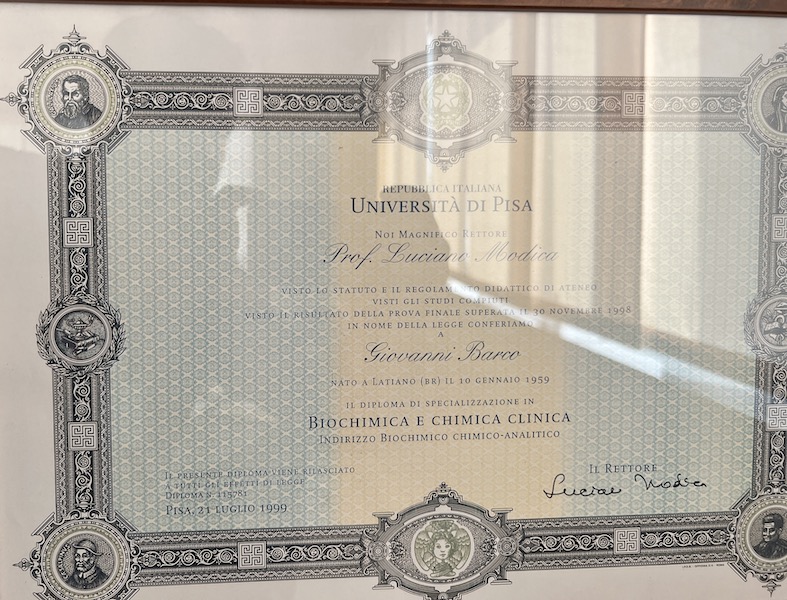 REPUBBLICA ITALIANA
UNIVERSITÀ DI PISA
NOI MAGNIFICO RETTORE
Prof. Luciano Modica
VISTO LO STATUTO E IL REGOLAMENTO DIDATTICO DI ATENEO
VISTI GLI STUDI COMPIUTI
VISTO IL RISULTATO DELLA PROVA FINALE SUPERATA IL 30 NOVEMBRE 1998
IN NOME DELLA LEGGE CONFERIAMO
A
Giovanni Barco
NATO A LATIANO (BR) IL 10 GENNAIO 1959
IL DIPLOMA DI SPECIALIZZAZIONE IN
BIOCHIMICA E CHIMICA CLINICA
INDIRIZZO BIOCHIMICO CHIMICO-ANALITICO
IL PRESENTE DIPLOMA VIENE RILASCIATO
A TUTTI GLI EFFETTI DI LEGGE
DIPLOMA N. 115781
PISA, 21 LUGLIO 1999
IL RETTORE
Luciano Modica